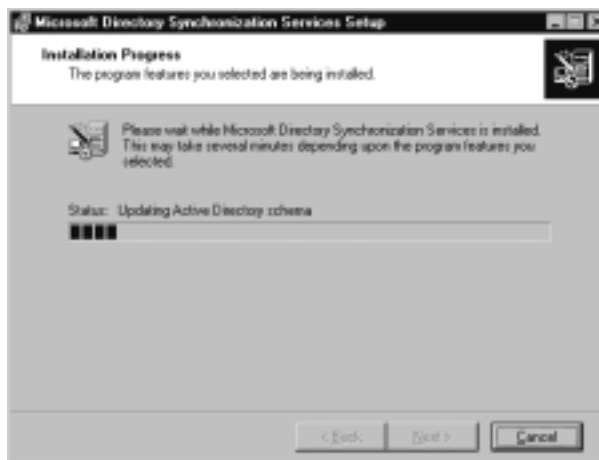 Microsoft Directory Synchronization Services Setup
Installation Progress
The program features you selected are being installed.
Please wait while Microsoft Directory Synchronization Services is installed.
This may take several minutes depending upon the program features you
selected.
Status: Updating Active Directory schema
< Back
Next >
Cancel